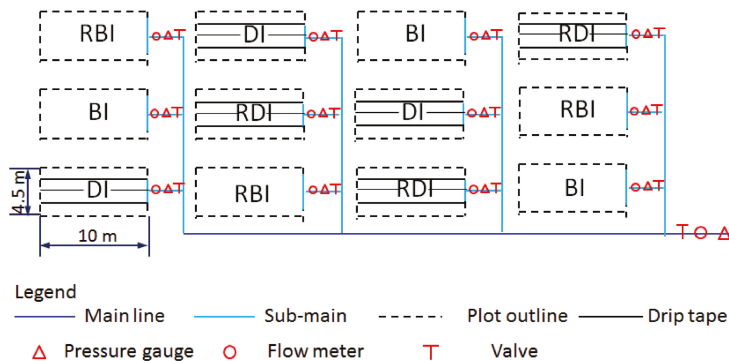 RBI DI BI RDI
BI RDI DI RBI
DI RBI RDI BI
4.5 m
10 m
Legend
Main line Sub-main Plot outline Drip tape
Pressure gauge Flow meter Valve